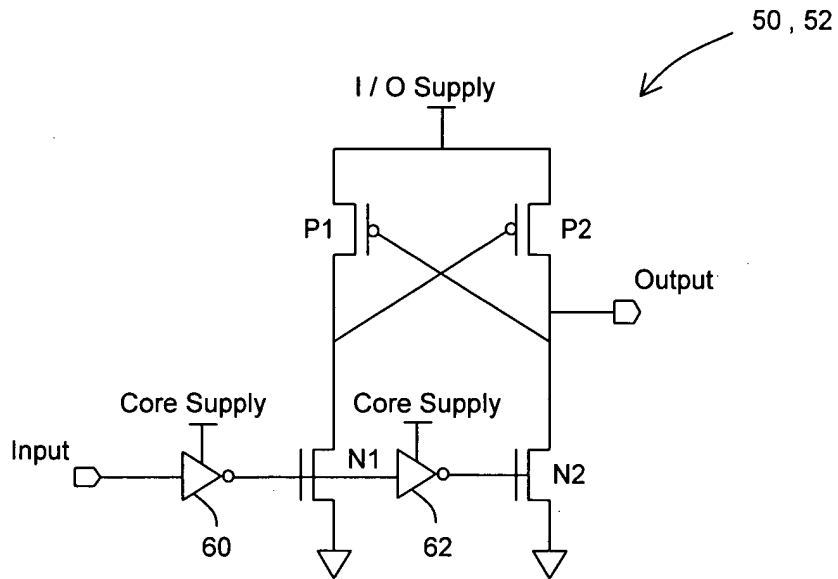 50 , 52
I / O Supply
P1
P2
Output
Core Supply
Core Supply
Input
N1
N2
60
62